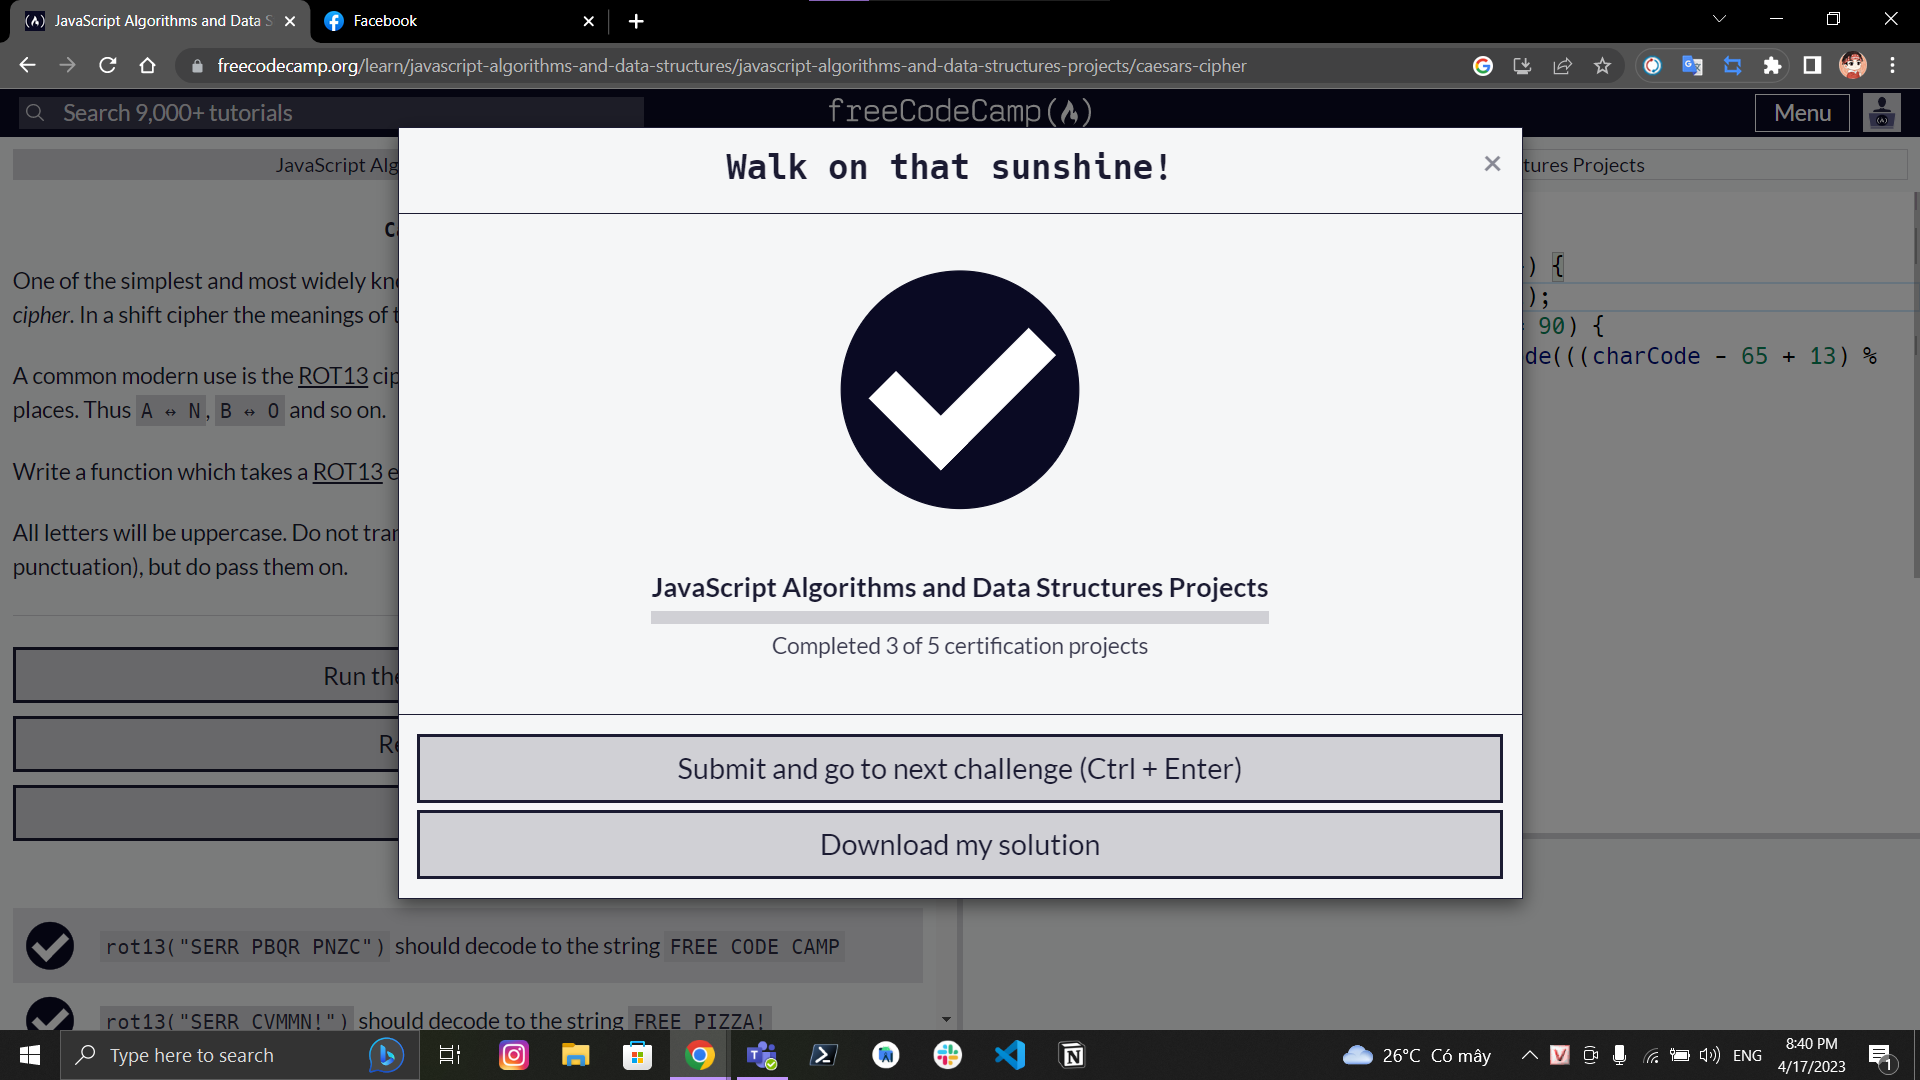 JavaScript Algorithms and Data S
Facebook
freecodecamp.org/learn/javascript-algorithms-and-data-structures/javascript-algorithms-and-data-structures-projects/caesars-cipher
Search 9,000+ tutorials
freeCodeCamp(🔥)
Menu
JavaScript Alg
tures Projects
Walk on that sunshine!
×
One of the simplest and most widely kn
cipher. In a shift cipher the meanings of t
A common modern use is the ROT13 cip
places. Thus A ↔ N, B ↔ O and so on.
Write a function which takes a ROT13 e
All letters will be uppercase. Do not tran
punctuation), but do pass them on.
Run the
Re
) {
);
90) {
de(((charCode - 65 + 13) %
JavaScript Algorithms and Data Structures Projects
Completed 3 of 5 certification projects
Submit and go to next challenge (Ctrl + Enter)
Download my solution
rot13("SERR PBQR PNZC") should decode to the string FREE CODE CAMP
rot13("SERR CVMMN!") should decode to the string FREE PIZZA!
Type here to search
26°C Có mây
ENG
8:40 PM
4/17/2023
1